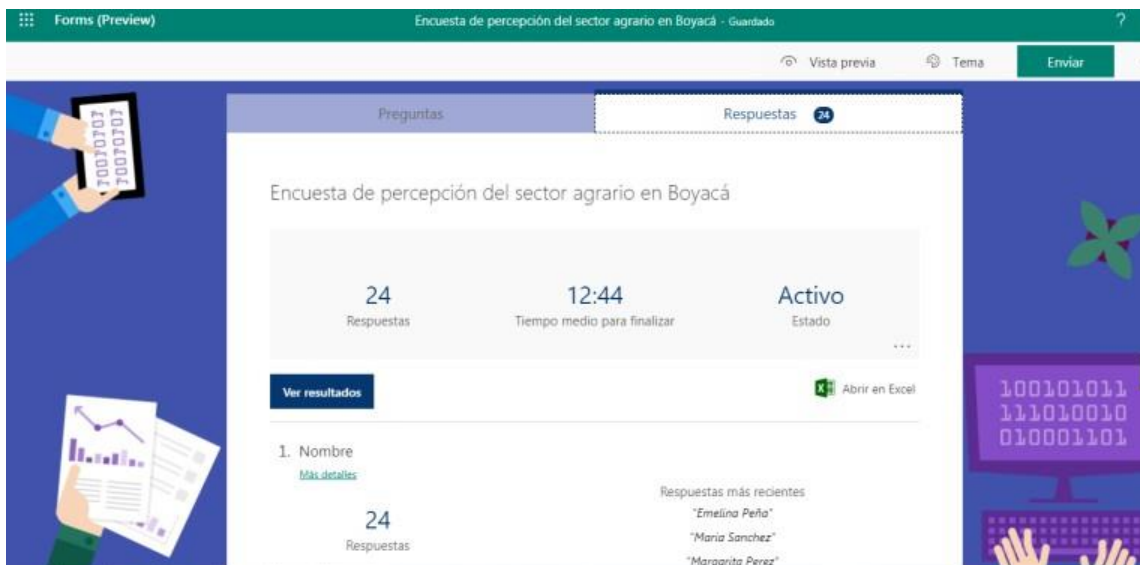 Forms (Preview)
Encuesta de percepción del sector agrario en Boyacá - Guardado
?
Vista previa
Tema
Enviar
Preguntas
Respuestas 24
Encuesta de percepción del sector agrario en Boyacá
24
Respuestas
12:44
Tiempo medio para finalizar
Activo
Estado
...
Ver resultados
Abrir en Excel
1. Nombre
Más detalles
24
Respuestas
Respuestas más recientes
"Emelina Peña"
"Maria Sanchez"
"Margarita Perez"
70070707
70070707
100101011
111010010
010001101